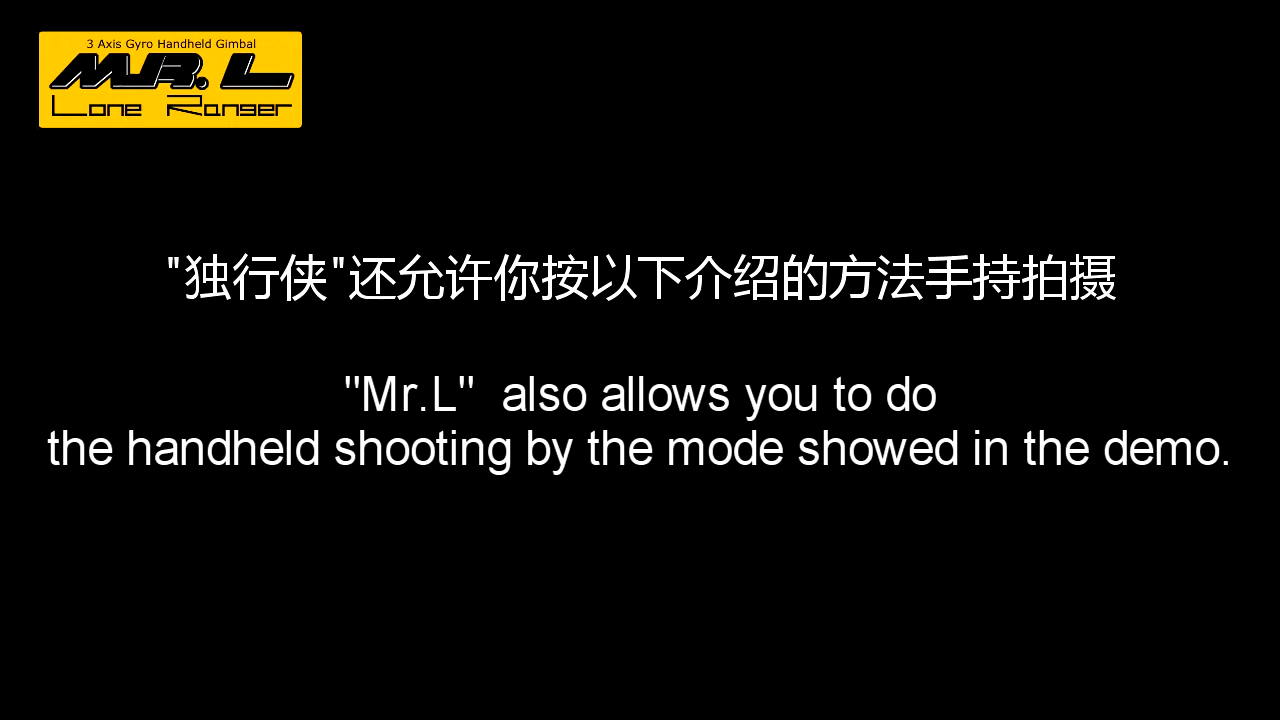 3 Axis Gyro Handheld Gimbal
MR. L
Lone Ranger
"独行侠"还允许你按以下介绍的方法手持拍摄
"Mr.L"  also allows you to do
the handheld shooting by the mode showed in the demo.